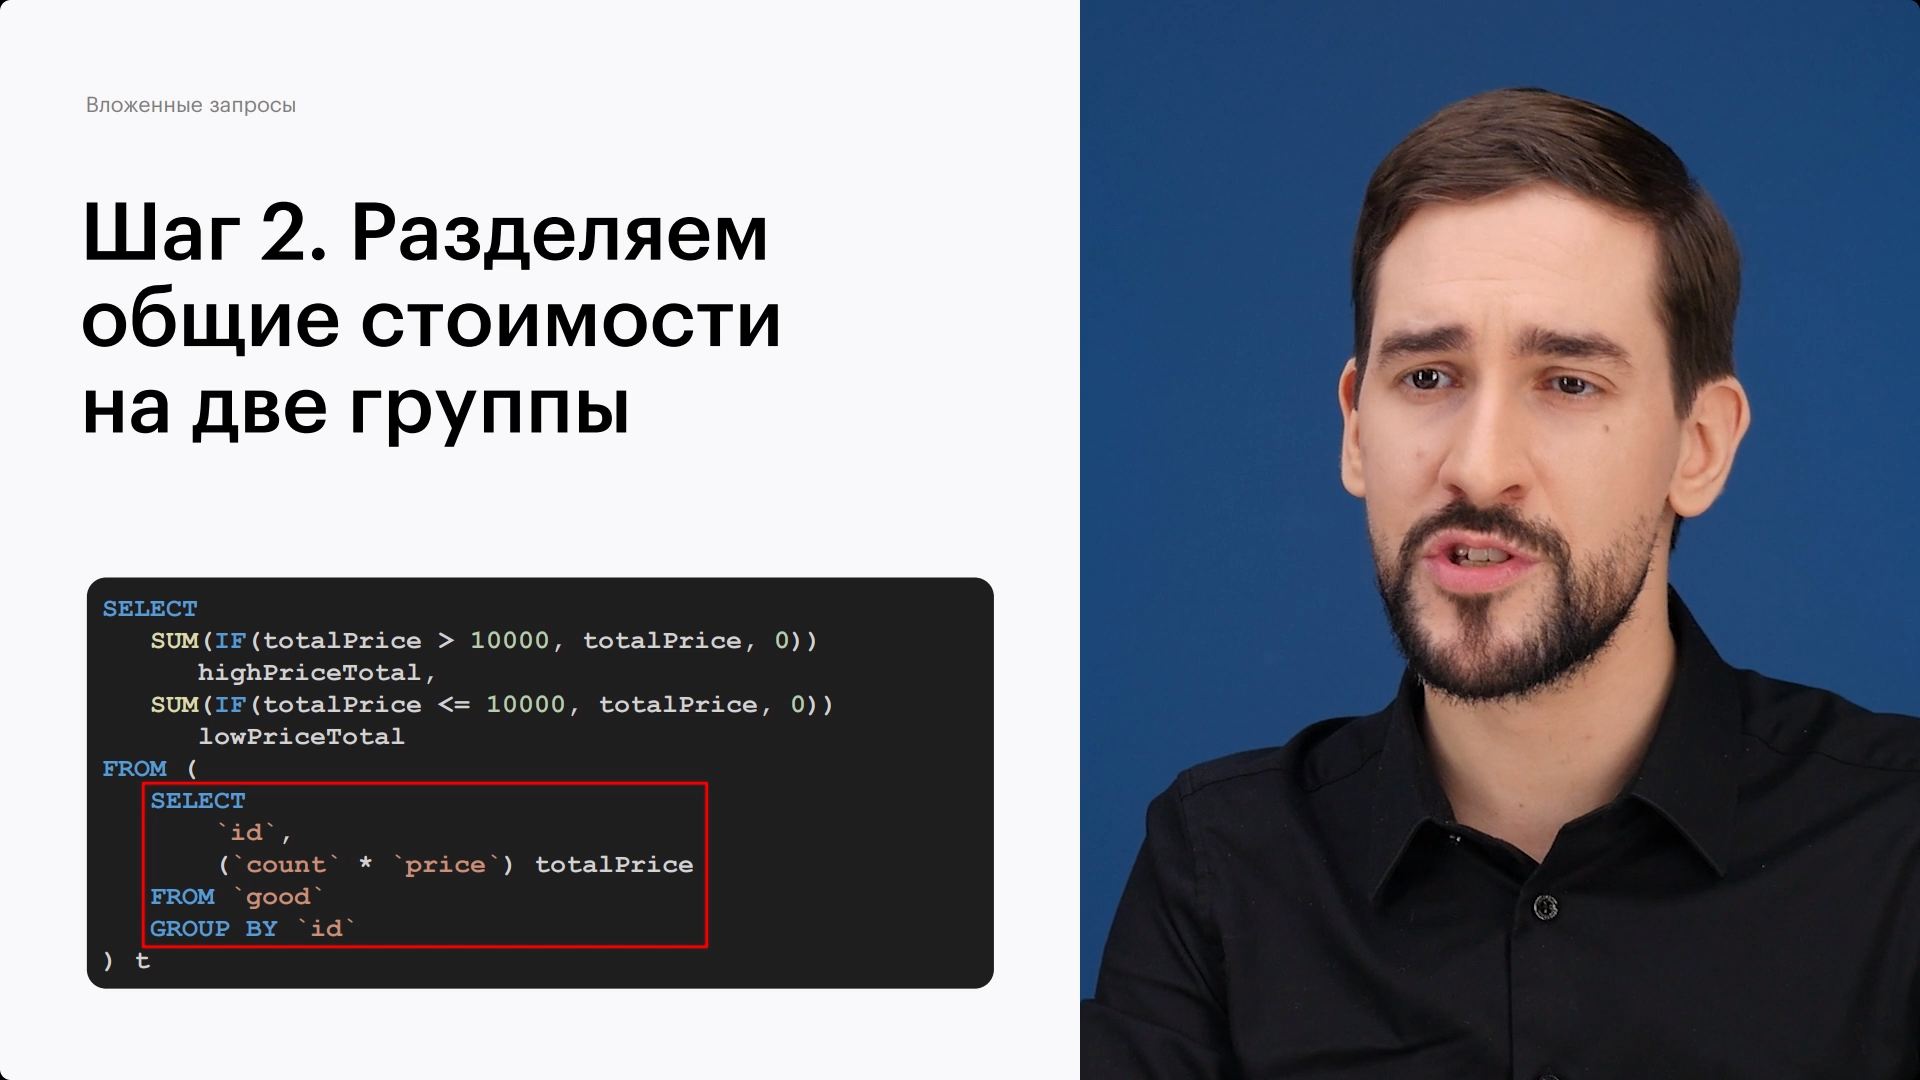 Вложенные запросы
Шаг 2. Разделяем
общие стоимости
на две группы
SELECT
SUM(IF(totalPrice > 10000, totalPrice, 0))
highPriceTotal,
SUM(IF(totalPrice <= 10000, totalPrice, 0))
lowPriceTotal
FROM (
SELECT
`id`,
(`count` * `price`) totalPrice
FROM `good`
GROUP BY `id`
) t